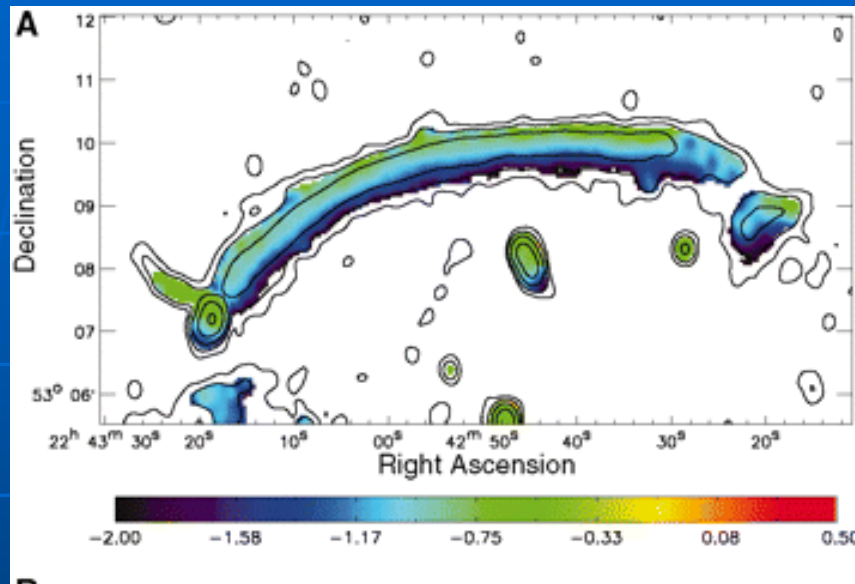 A
12
11
10
09
08
07
53° 06'
Declination
22ʰ 43ᵐ 30ˢ 20ˢ 10ˢ 00ˢ 42ᵐ 50ˢ 40ˢ 30ˢ 20ˢ
Right Ascension
−2.00 −1.58 −1.17 −0.75 −0.33 0.08 0.50